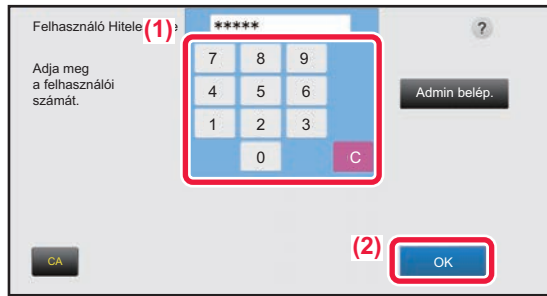 Felhasználó Hitele
(1)
*****
?
Adja meg
a felhasználói
számát.
7 8 9
4 5 6
1 2 3
0 C
Admin belép.
(2)
CA
OK